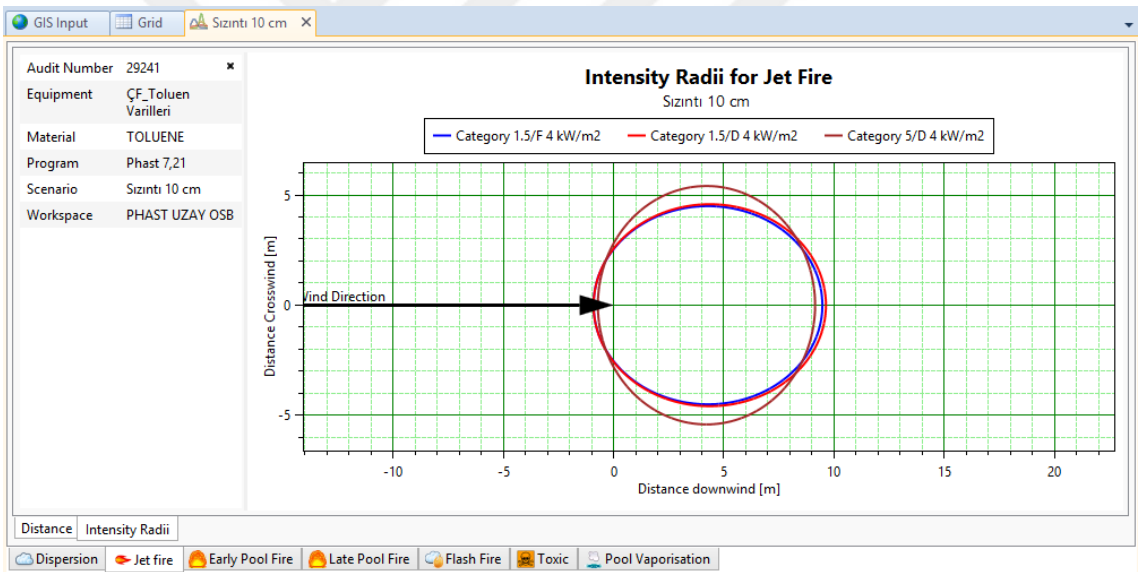 GIS Input
Grid
Sızıntı 10 cm
Audit Number 29241
Equipment ÇF_Toluen
Varilleri
Material TOLUENE
Program Phast 7,21
Scenario Sızıntı 10 cm
Workspace PHAST UZAY OSB
Intensity Radii for Jet Fire
Sızıntı 10 cm
Category 1.5/F 4 kW/m2 Category 1.5/D 4 kW/m2 Category 5/D 4 kW/m2
Distance Crosswind [m]
5
0
-5
Wind Direction
-10 -5 0 5 10 15 20
Distance downwind [m]
Distance Intensity Radii
Dispersion Jet fire Early Pool Fire Late Pool Fire Flash Fire Toxic Pool Vaporisation